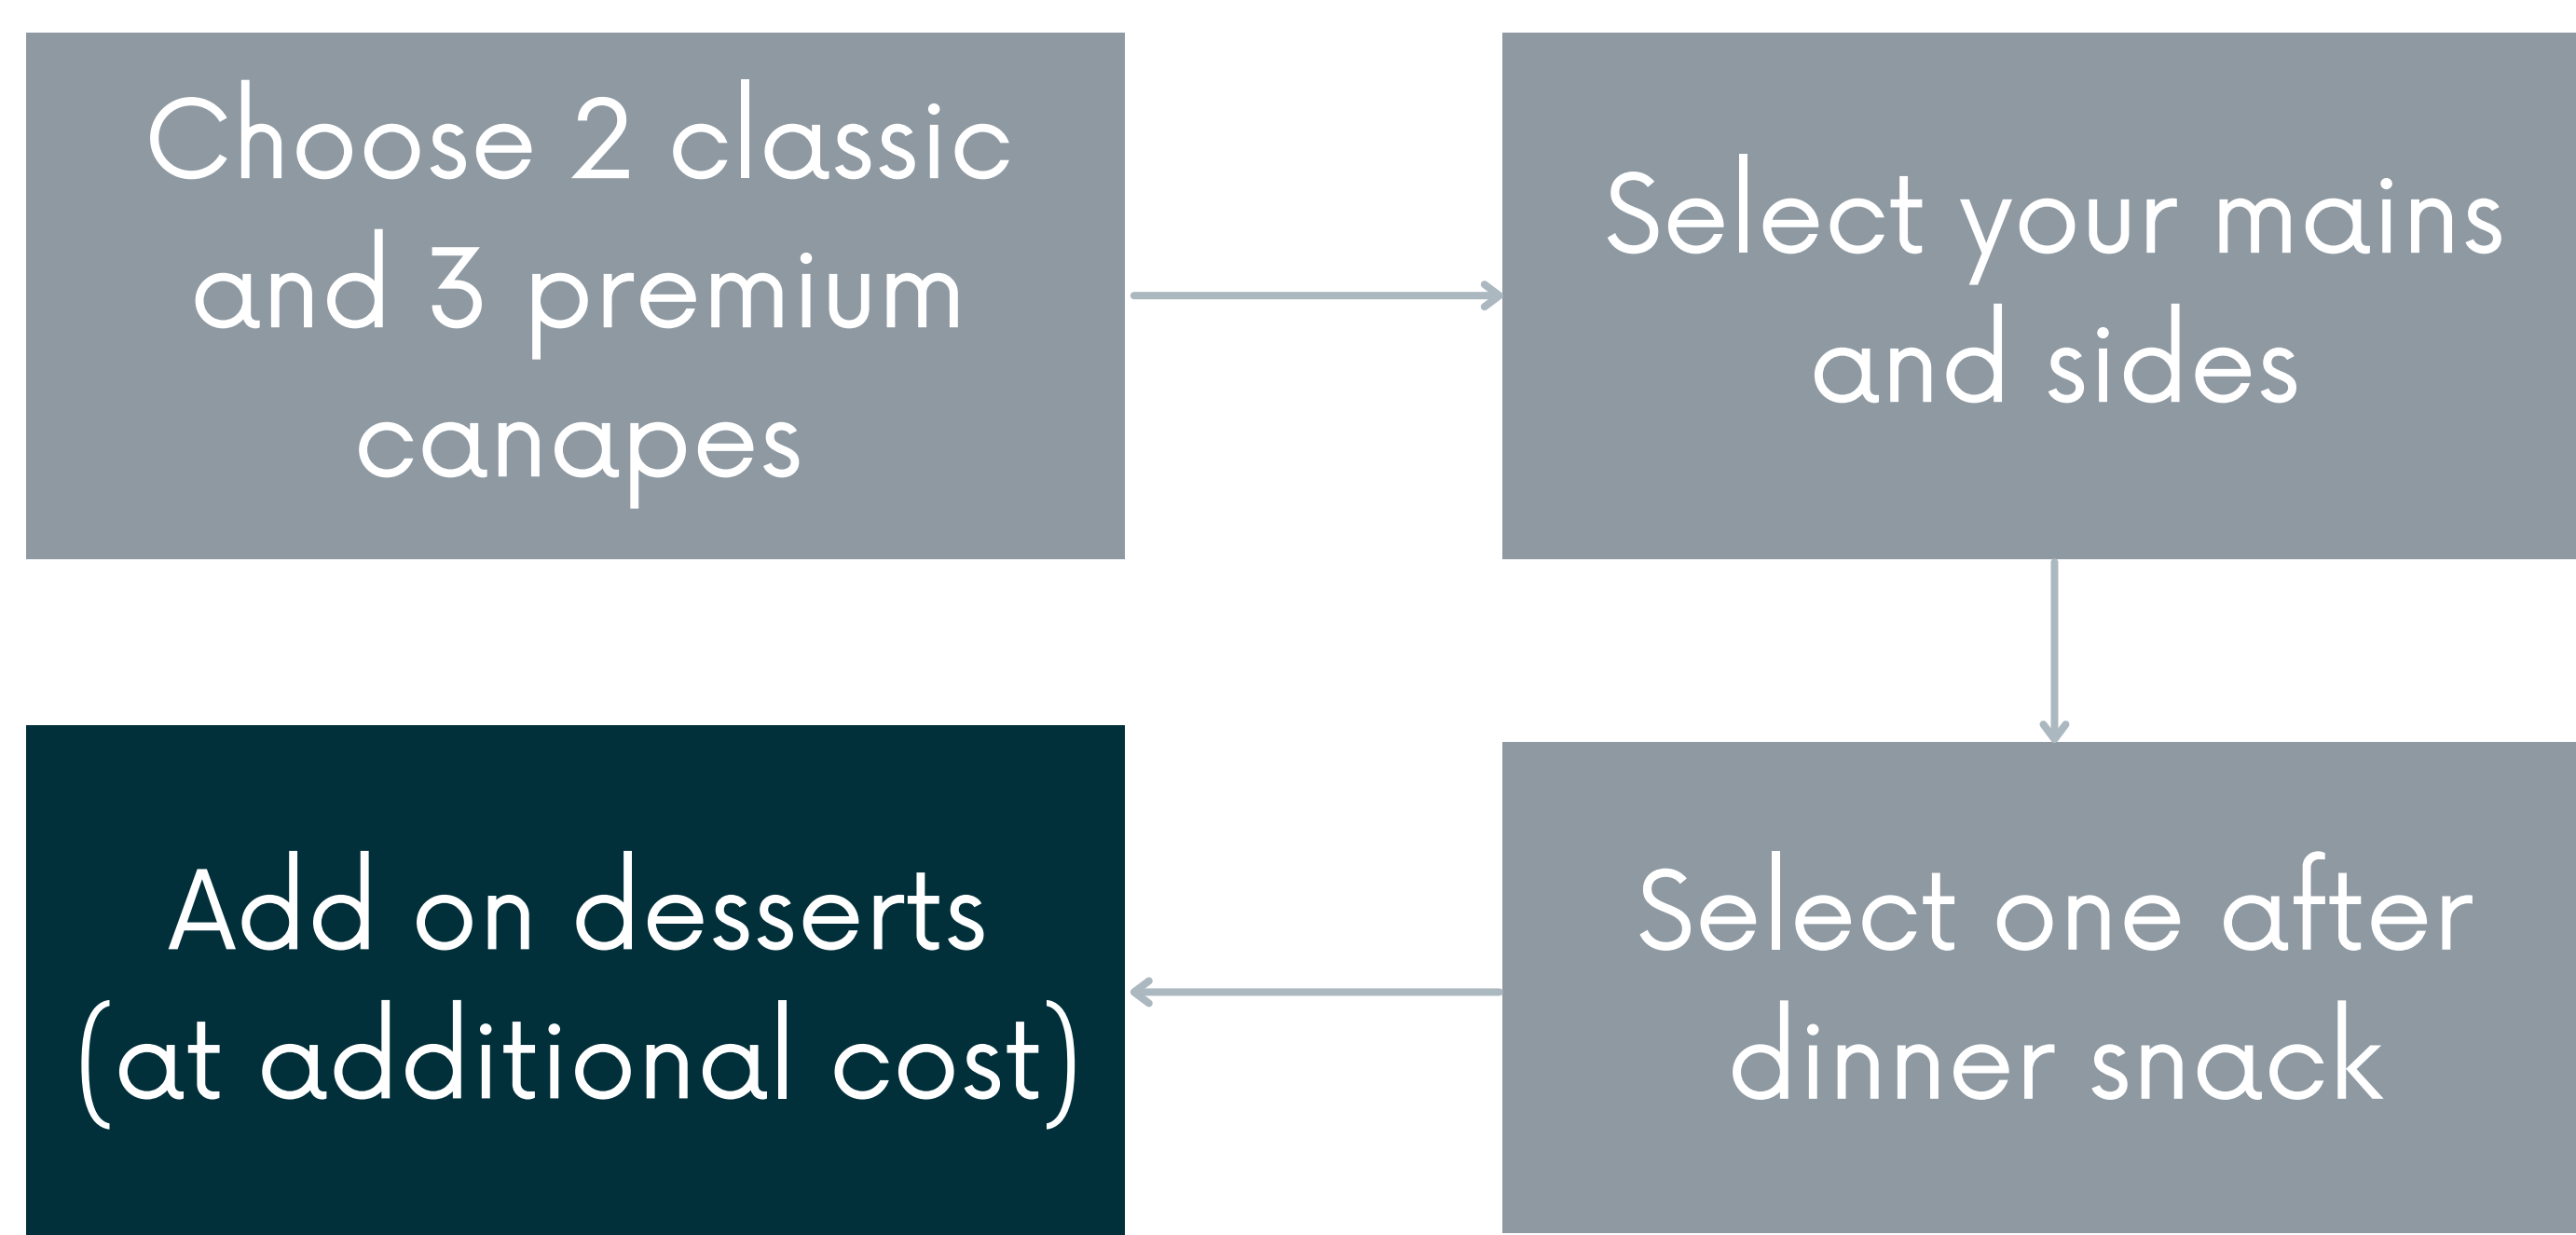 Choose 2 classic
and 3 premium
canapes
Select your mains
and sides
Select one after
dinner snack
Add on desserts
(at additional cost)